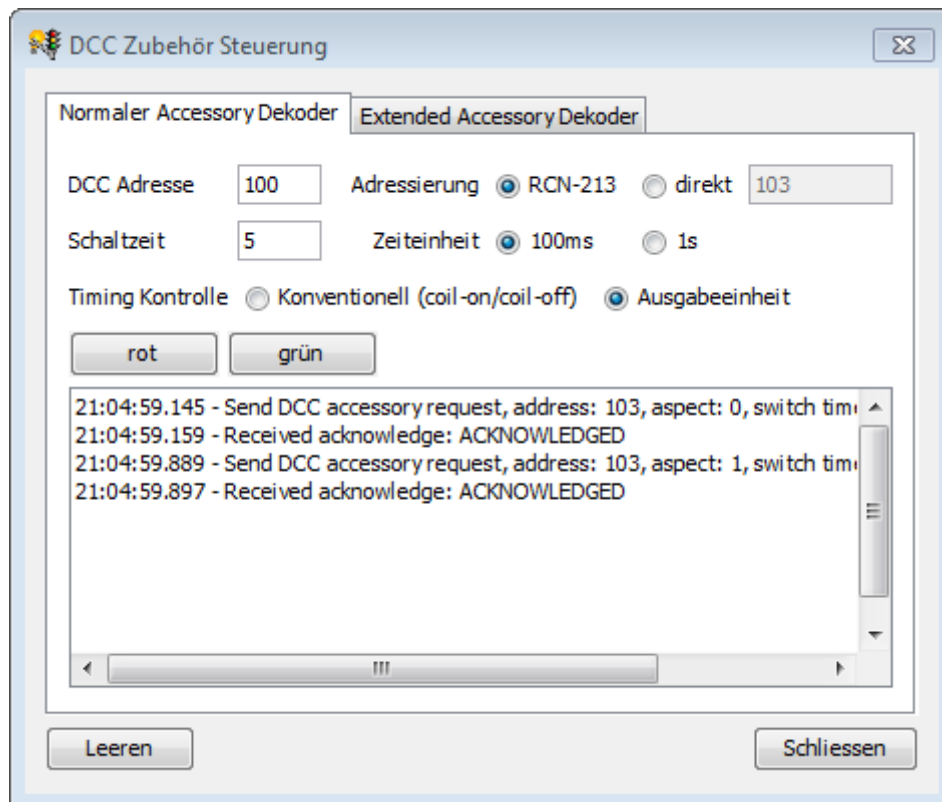 DCC Zubehör Steuerung
Normaler Accessory Dekoder Extended Accessory Dekoder
DCC Adresse 100 Adressierung RCN-213 direkt 103
Schaltzeit 5 Zeiteinheit 100ms 1s
Timing Kontrolle Konventionell (coil-on/coil-off) Ausgabeeinheit
rot grün
21:04:59.145 - Send DCC accessory request, address: 103, aspect: 0, switch
21:04:59.159 - Received acknowledge: ACKNOWLEDGED
21:04:59.889 - Send DCC accessory request, address: 103, aspect: 1, switch
21:04:59.897 - Received acknowledge: ACKNOWLEDGED
Leeren Schliessen